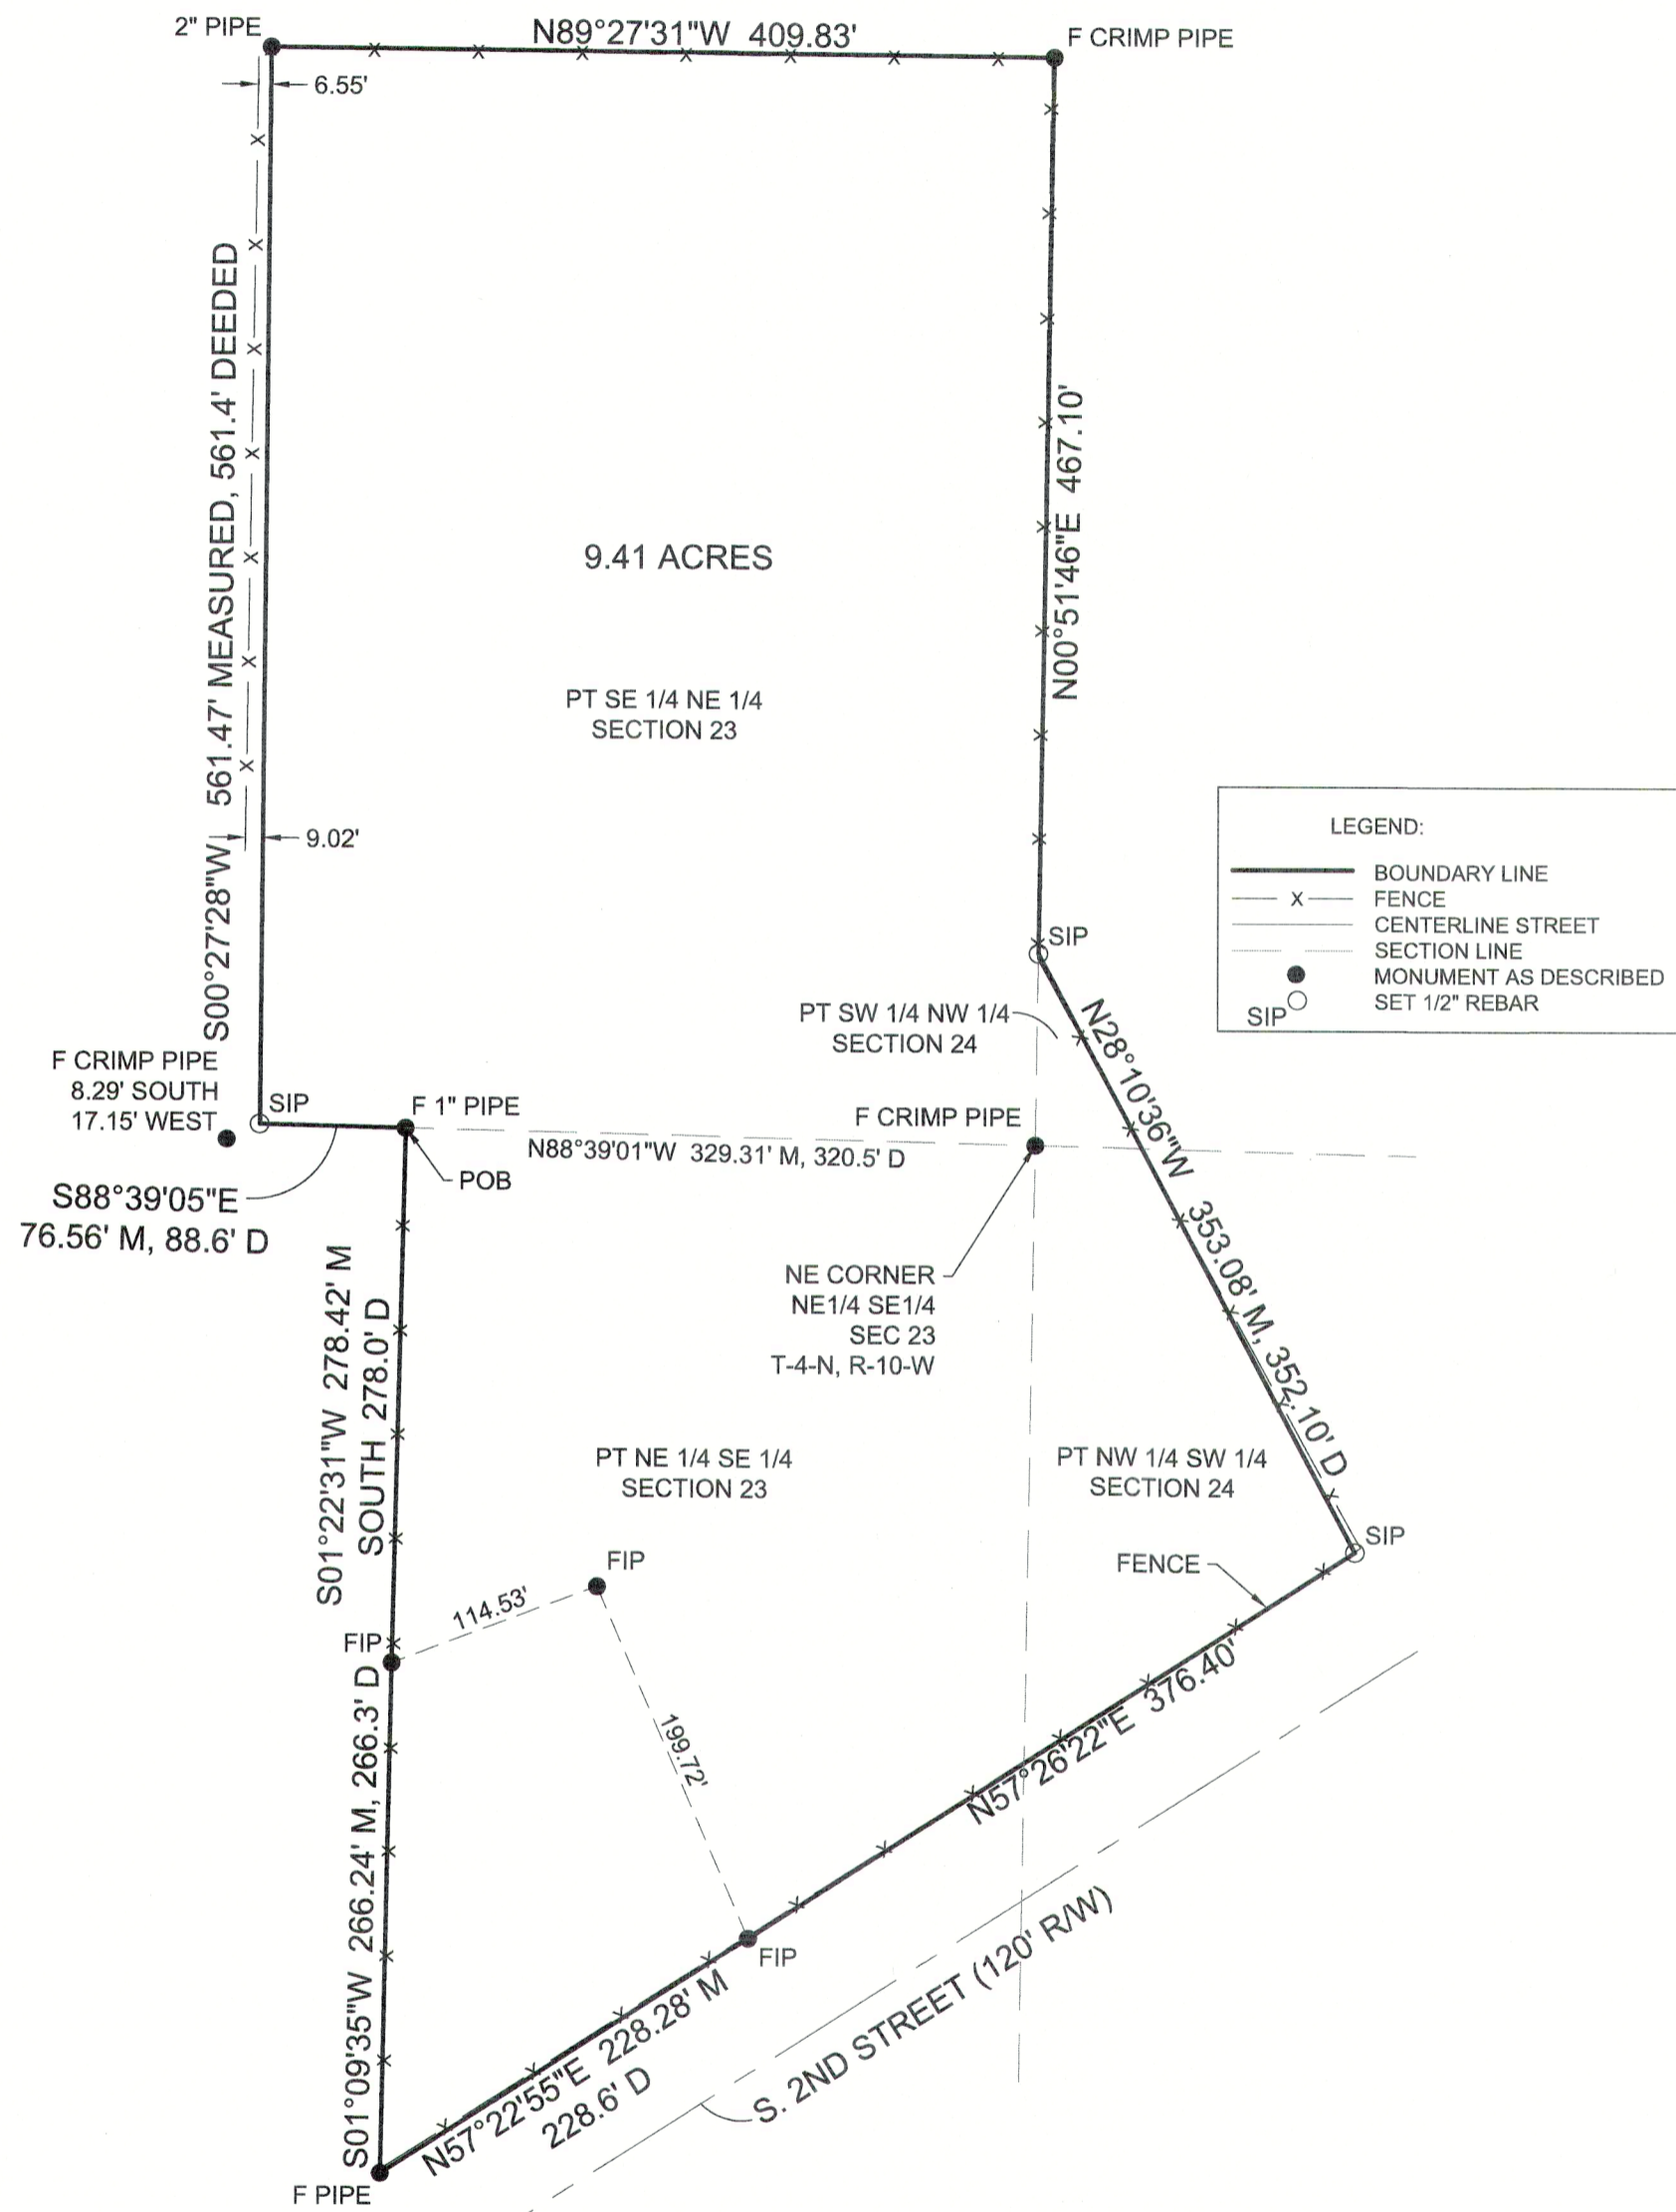 2" PIPE
N89°27'31"W 409.83'
F CRIMP PIPE
6.55'
S00°27'28"W 561.47' MEASURED, 561.4' DEEDED
N00°51'46"E 467.10'
9.41 ACRES
PT SE 1/4 NE 1/4
SECTION 23
9.02'
LEGEND:
BOUNDARY LINE
X FENCE
CENTERLINE STREET
SECTION LINE
MONUMENT AS DESCRIBED
SIP SET 1/2" REBAR
SIP
PT SW 1/4 NW 1/4
SECTION 24
N28°10'36"W 353.08' M, 352.10' D
F CRIMP PIPE
8.29' SOUTH
17.15' WEST
SIP
F 1" PIPE
F CRIMP PIPE
N88°39'01"W 329.31' M, 320.5' D
POB
S88°39'05"E
76.56' M, 88.6' D
NE CORNER
NE1/4 SE1/4
SEC 23
T-4-N, R-10-W
S01°22'31"W 278.42' M
SOUTH 278.0' D
PT NE 1/4 SE 1/4
SECTION 23
PT NW 1/4 SW 1/4
SECTION 24
SIP
FENCE
FIP
114.53'
FIP
199.72'
S01°09'35"W 266.24' M, 266.3' D
N57°26'22"E 376.40'
FIP
N57°22'55"E 228.28' M
228.6' D
S. 2ND STREET (120' R/W)
F PIPE